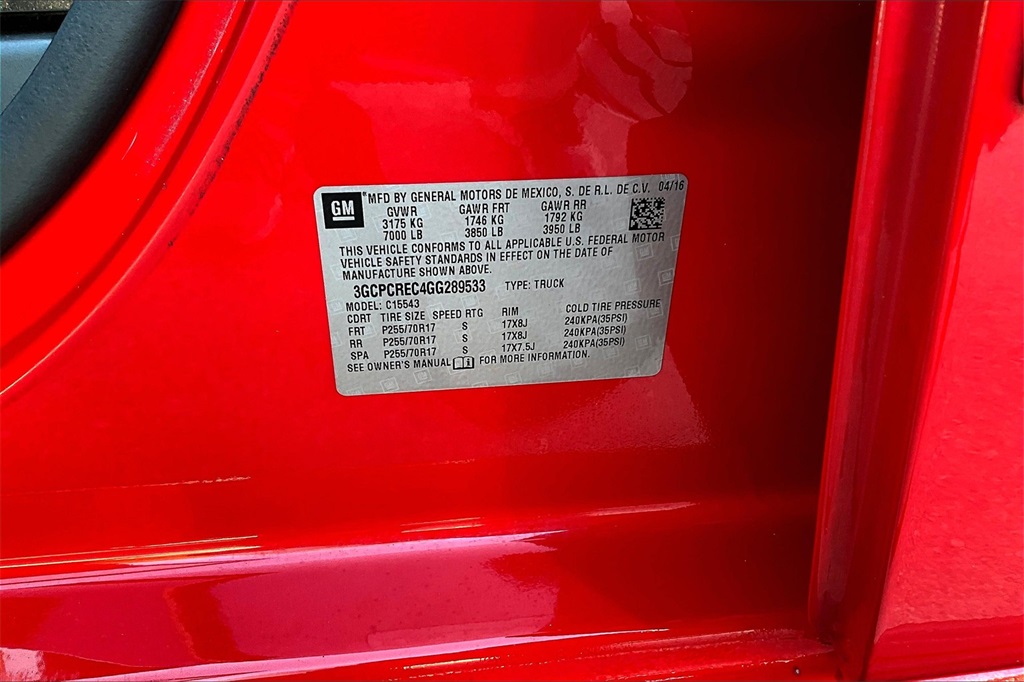 GM
®MFD BY GENERAL MOTORS DE MEXICO, S. DE R.L. DE C.V. 04/16
GVWR GAWR FRT GAWR RR
3175 KG 1746 KG 1792 KG
7000 LB 3850 LB 3950 LB
THIS VEHICLE CONFORMS TO ALL APPLICABLE U.S. FEDERAL MOTOR
VEHICLE SAFETY STANDARDS IN EFFECT ON THE DATE OF
MANUFACTURE SHOWN ABOVE.
3GCPCREC4GG289533 TYPE: TRUCK
MODEL: C15543
CDRT TIRE SIZE SPEED RTG RIM COLD TIRE PRESSURE
FRT P255/70R17 S 17X8J 240KPA(35PSI)
RR P255/70R17 S 17X8J 240KPA(35PSI)
SPA P255/70R17 S 17X7.5J 240KPA(35PSI)
SEE OWNER'S MANUAL FOR MORE INFORMATION.